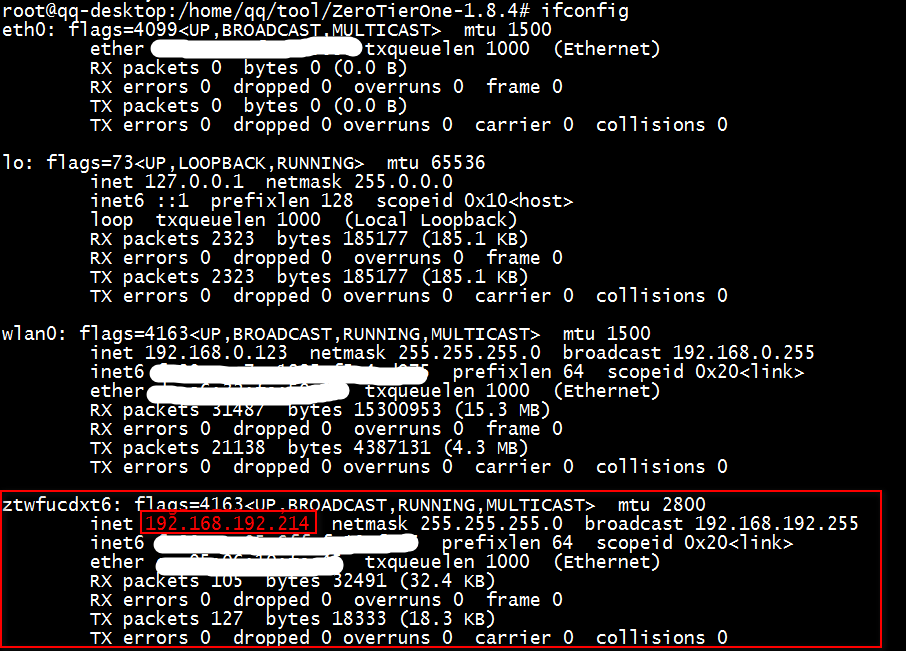 root@qq-desktop:/home/qq/tool/ZeroTierOne-1.8.4# ifconfig
eth0: flags=4099<UP,BROADCAST,MULTICAST>  mtu 1500
        ether txqueuelen 1000  (Ethernet)
        RX packets 0  bytes 0 (0.0 B)
        RX errors 0  dropped 0  overruns 0  frame 0
        TX packets 0  bytes 0 (0.0 B)
        TX errors 0  dropped 0 overruns 0  carrier 0  collisions 0
lo: flags=73<UP,LOOPBACK,RUNNING>  mtu 65536
        inet 127.0.0.1  netmask 255.0.0.0
        inet6 ::1  prefixlen 128  scopeid 0x10<host>
        loop  txqueuelen 1000  (Local Loopback)
        RX packets 2323  bytes 185177 (185.1 KB)
        RX errors 0  dropped 0  overruns 0  frame 0
        TX packets 2323  bytes 185177 (185.1 KB)
        TX errors 0  dropped 0 overruns 0  carrier 0  collisions 0
wlan0: flags=4163<UP,BROADCAST,RUNNING,MULTICAST>  mtu 1500
        inet 192.168.0.123  netmask 255.255.255.0  broadcast 192.168.0.255
        inet6 prefixlen 64  scopeid 0x20<link>
        ether txqueuelen 1000  (Ethernet)
        RX packets 31487  bytes 15300953 (15.3 MB)
        RX errors 0  dropped 0  overruns 0  frame 0
        TX packets 21138  bytes 4387131 (4.3 MB)
        TX errors 0  dropped 0 overruns 0  carrier 0  collisions 0
ztwfucdxt6: flags=4163<UP,BROADCAST,RUNNING,MULTICAST>  mtu 2800
        inet 192.168.192.214  netmask 255.255.255.0  broadcast 192.168.192.255
        inet6 prefixlen 64  scopeid 0x20<link>
        ether txqueuelen 1000  (Ethernet)
        RX packets 105  bytes 32491 (32.4 KB)
        RX errors 0  dropped 0  overruns 0  frame 0
        TX packets 127  bytes 18333 (18.3 KB)
        TX errors 0  dropped 0 overruns 0  carrier 0  collisions 0